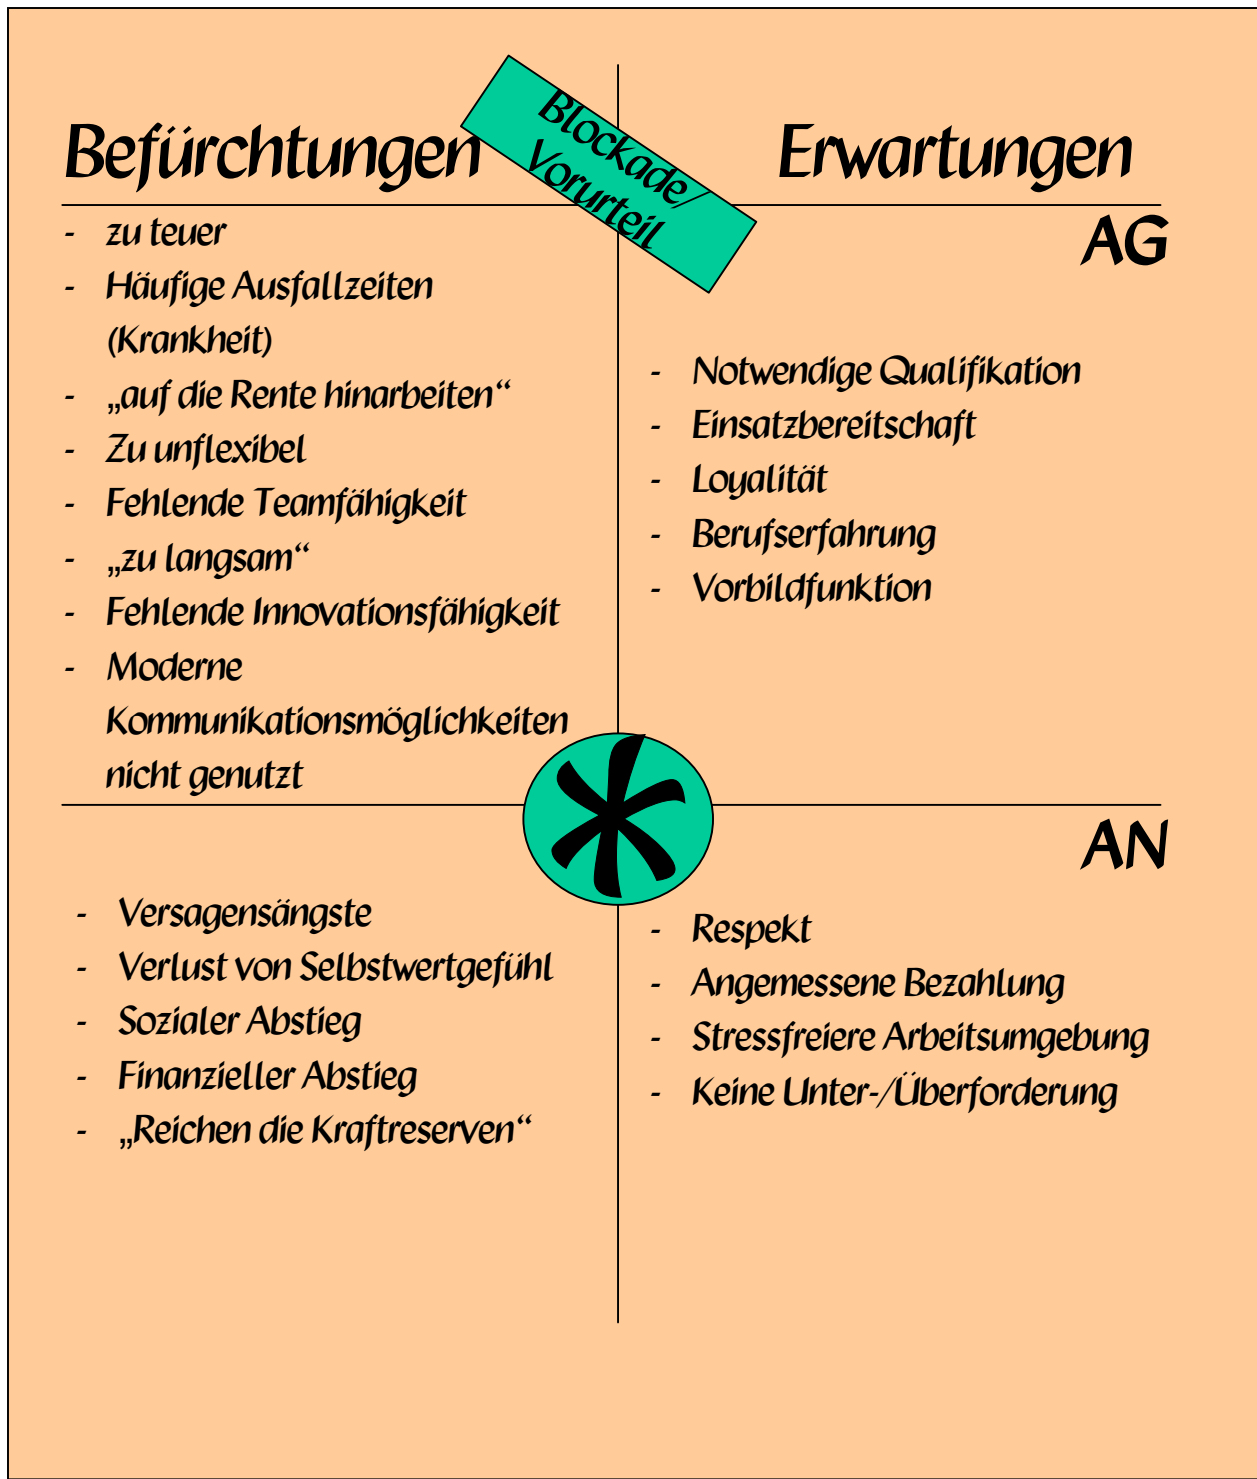 Befürchtungen
Blockade/
Vorurteil
Erwartungen
- zu teuer
- Häufige Ausfallzeiten
(Krankheit)
- „auf die Rente hinarbeiten“
- Zu unflexibel
- Fehlende Teamfähigkeit
- „zu langsam“
- Fehlende Innovationsfähigkeit
- Moderne
Kommunikationsmöglichkeiten
nicht genutzt
AG
- Notwendige Qualifikation
- Einsatzbereitschaft
- Loyalität
- Berufserfahrung
- Vorbildfunktion
*
- Versagensängste
- Verlust von Selbstwertgefühl
- Sozialer Abstieg
- Finanzieller Abstieg
- „Reichen die Kraftreserven“
AN
- Respekt
- Angemessene Bezahlung
- Stressfreiere Arbeitsumgebung
- Keine Unter-/Überforderung